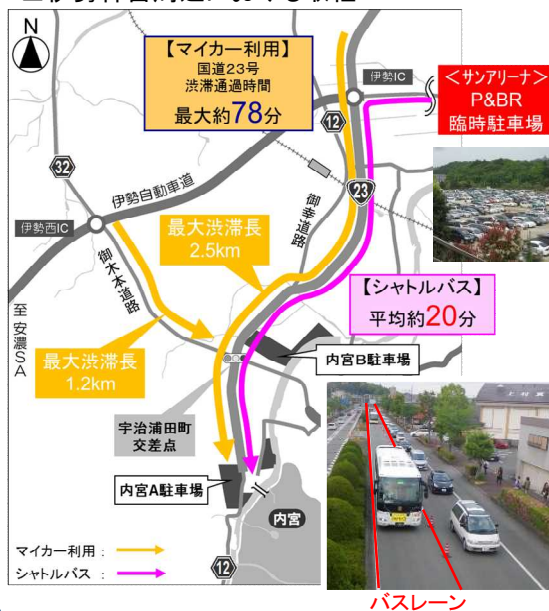 N
【マイカー利用】
国道23号
渋滞通過時間
最大約78分
伊勢IC
<サンアリーナ>
P&BR
臨時駐車場
12
32
伊勢自動車道
23
御幸道路
伊勢西IC
御木本道路
最大渋滞長
2.5km
【シャトルバス】
平均約20分
至 安濃SA
最大渋滞長
1.2km
内宮B駐車場
宇治浦田町
交差点
内宮A駐車場
内宮
マイカー利用 :
シャトルバス :
12
バスレーン